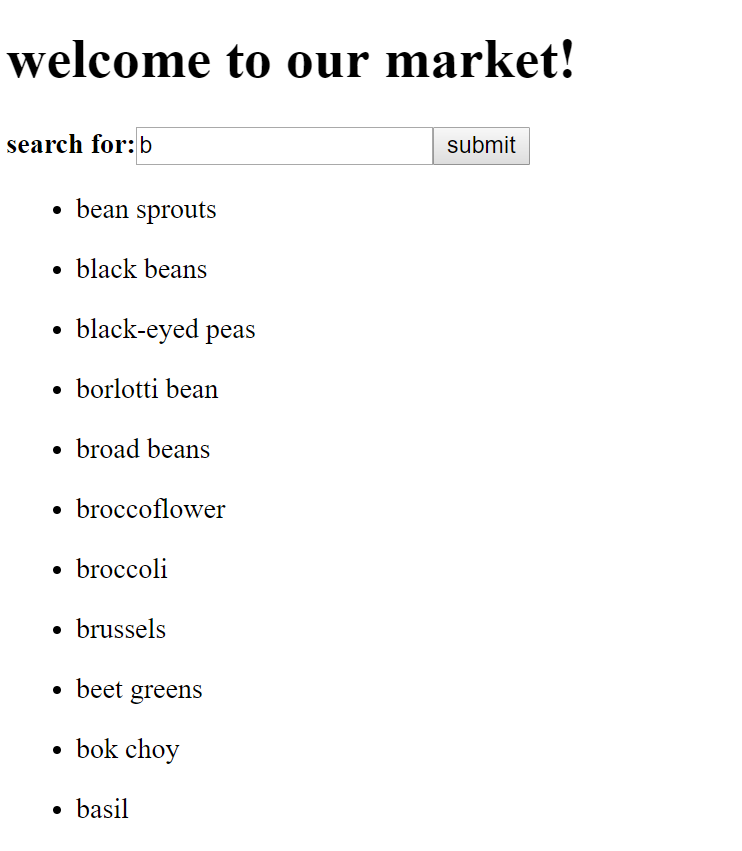 welcome to our market!
search for: b submit
bean sprouts
black beans
black-eyed peas
borlotti bean
broad beans
broccoflower
broccoli
brussels
beet greens
bok choy
basil